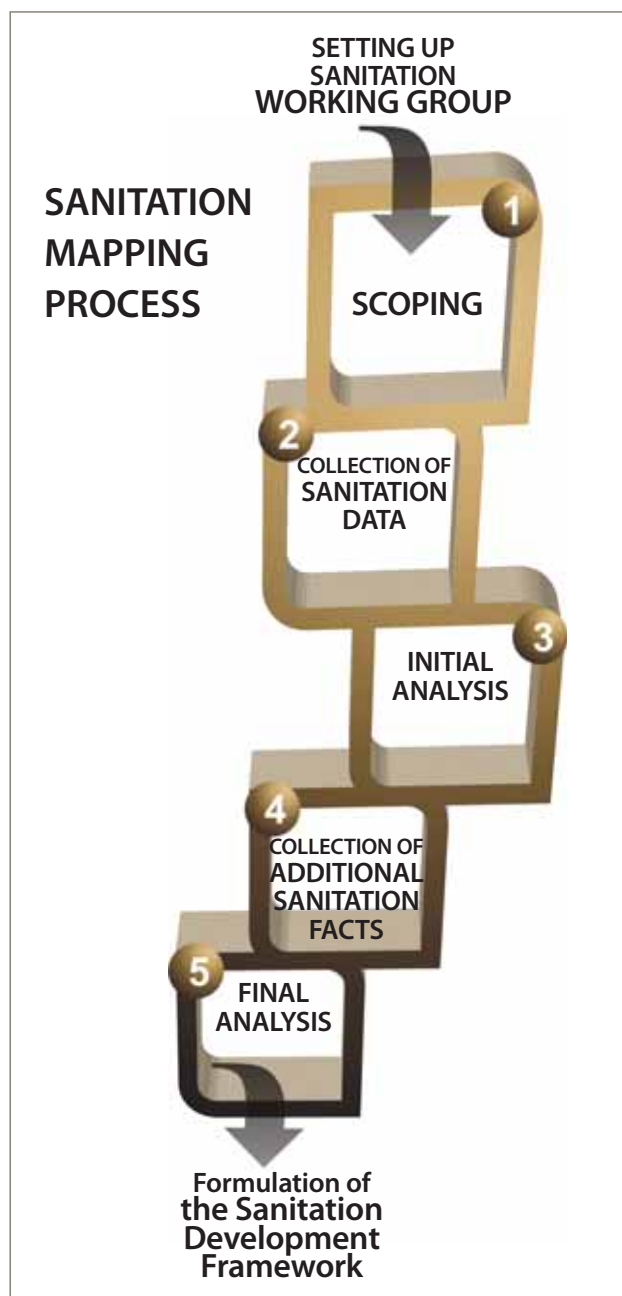 SETTING UP
SANITATION
WORKING GROUP
SANITATION
MAPPING
PROCESS
1
SCOPING
2
COLLECTION OF
SANITATION
DATA
3
INITIAL
ANALYSIS
4
COLLECTION OF
ADDITIONAL
SANITATION
FACTS
5
FINAL
ANALYSIS
Formulation of
the Sanitation
Development
Framework